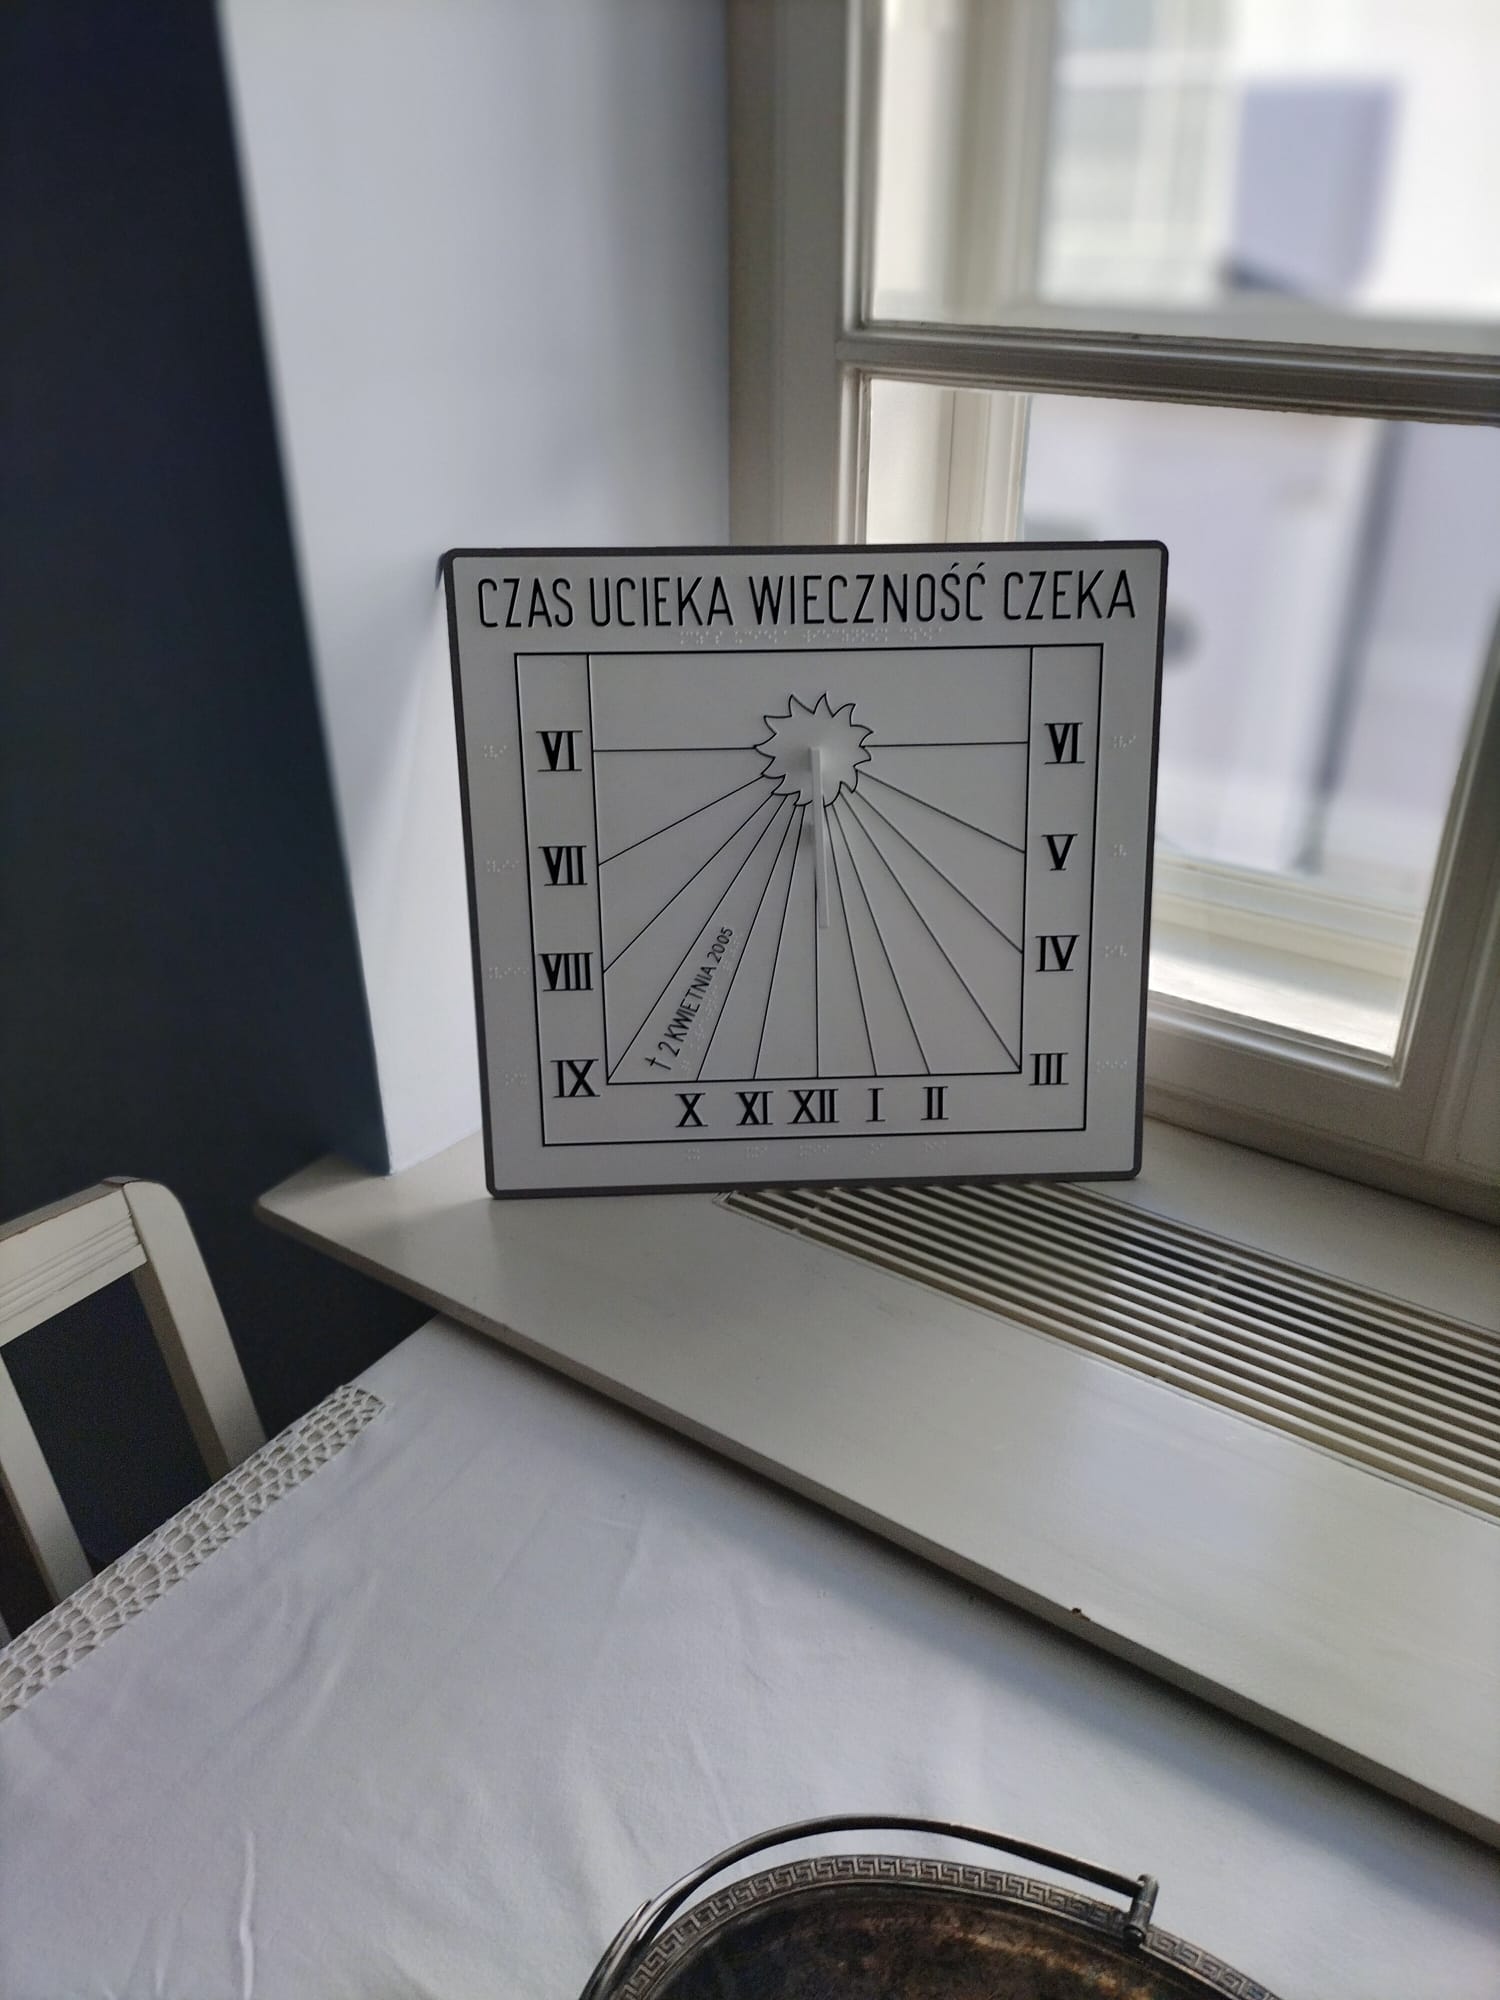 CZAS UCIEKA WIECZNOŚĆ CZEKA
VI VI
VII V
VIII IV
† 2 KWIETNIA 2005
IX III
X XI XII I II